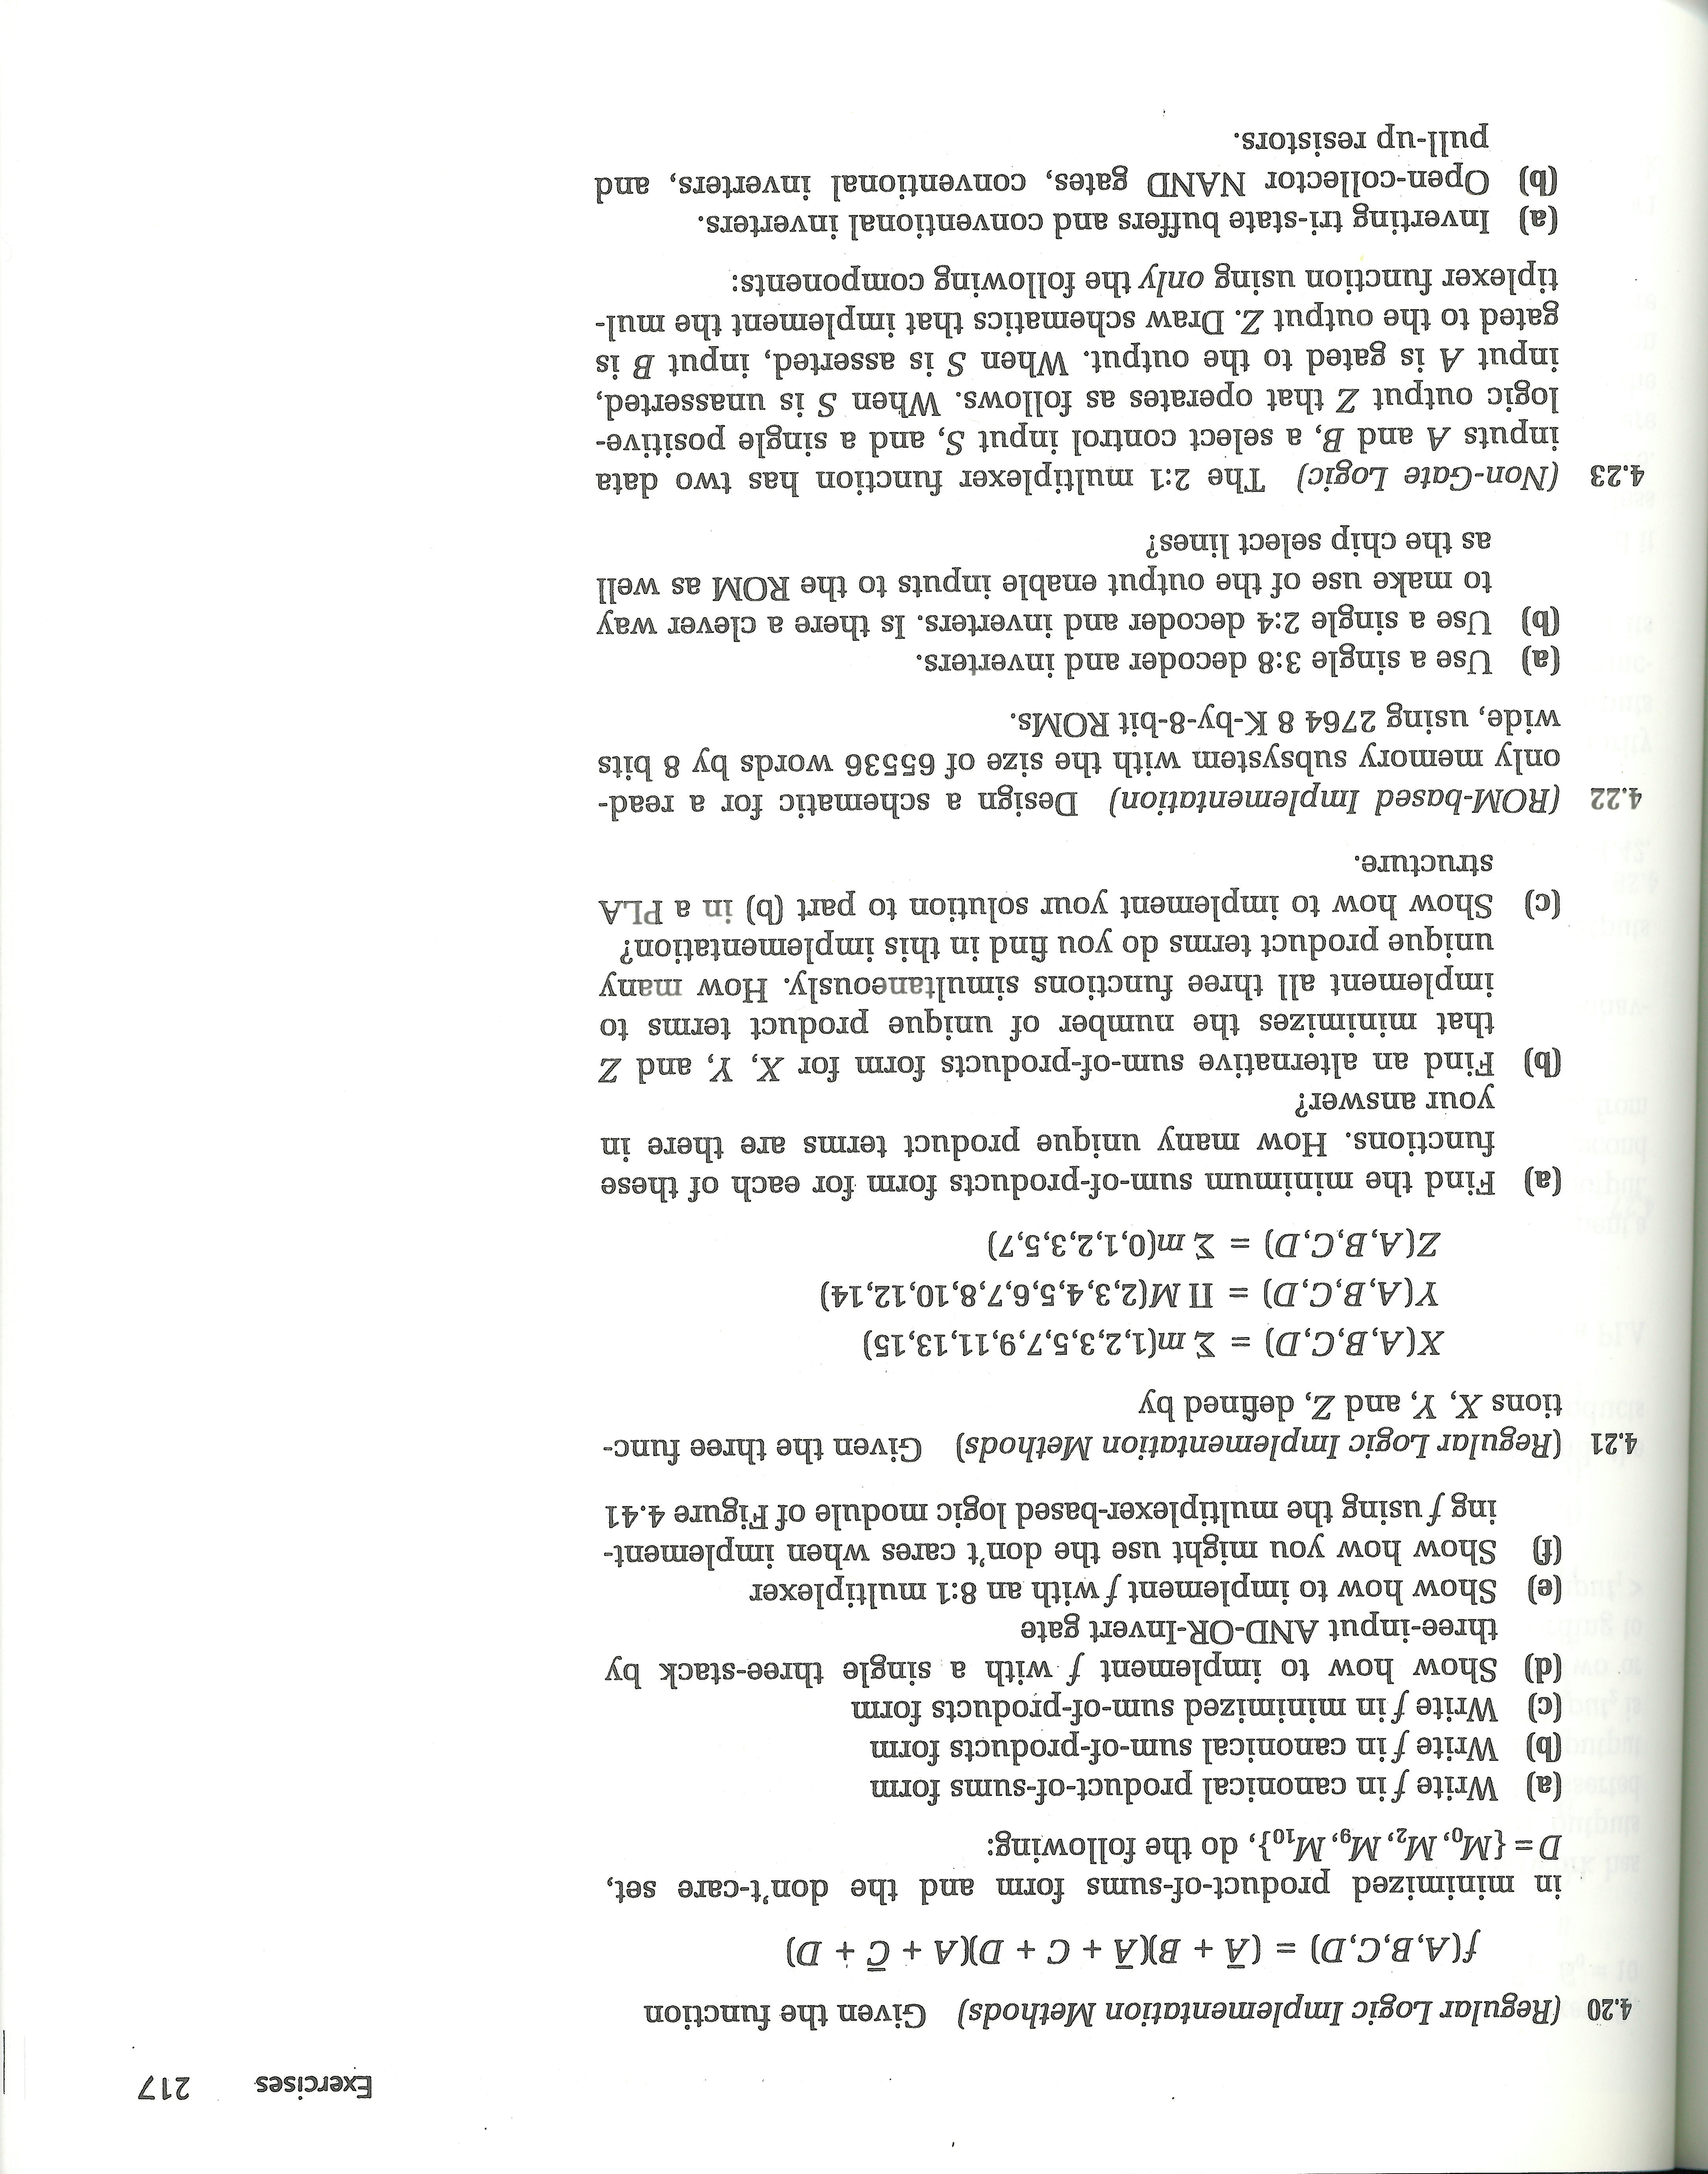 Exercises 217
4.20 (Regular Logic Implementation Methods) Given the function
f(A,B,C,D) = (Ā + B)(Ā + C + D)(A + C̄ + D)
in minimized product-of-sums form and the don't-care set,
D = {M₀, M₂, M₉, M₁₀}, do the following:
(a) Write f in canonical product-of-sums form
(b) Write f in canonical sum-of-products form
(c) Write f in minimized sum-of-products form
(d) Show how to implement f with a single three-stack by
three-input AND-OR-Invert gate
(e) Show how to implement f with an 8:1 multiplexer
(f) Show how you might use the don't cares when implement-
ing f using the multiplexer-based logic module of Figure 4.41
4.21 (Regular Logic Implementation Methods) Given the three func-
tions X, Y, and Z, defined by
X(A,B,C,D) = Σ m(1,2,3,5,7,9,11,13,15)
Y(A,B,C,D) = Π M(2,3,4,5,6,7,8,10,12,14)
Z(A,B,C,D) = Σ m(0,1,2,3,5,7)
(a) Find the minimum sum-of-products form for each of these
functions. How many unique product terms are there in
your answer?
(b) Find an alternative sum-of-products form for X, Y, and Z
that minimizes the number of unique product terms to
implement all three functions simultaneously. How many
unique product terms do you find in this implementation?
(c) Show how to implement your solution to part (b) in a PLA
structure.
4.22 (ROM-based Implementation) Design a schematic for a read-
only memory subsystem with the size of 65536 words by 8 bits
wide, using 2764 8 K-by-8-bit ROMs.
(a) Use a single 3:8 decoder and inverters.
(b) Use a single 2:4 decoder and inverters. Is there a clever way
to make use of the output enable inputs to the ROM as well
as the chip select lines?
4.23 (Non-Gate Logic) The 2:1 multiplexer function has two data
inputs A and B, a select control input S, and a single positive-
logic output Z that operates as follows. When S is unasserted,
input A is gated to the output. When S is asserted, input B is
gated to the output Z. Draw schematics that implement the mul-
tiplexer function using only the following components:
(a) Inverting tri-state buffers and conventional inverters.
(b) Open-collector NAND gates, conventional inverters, and
pull-up resistors.